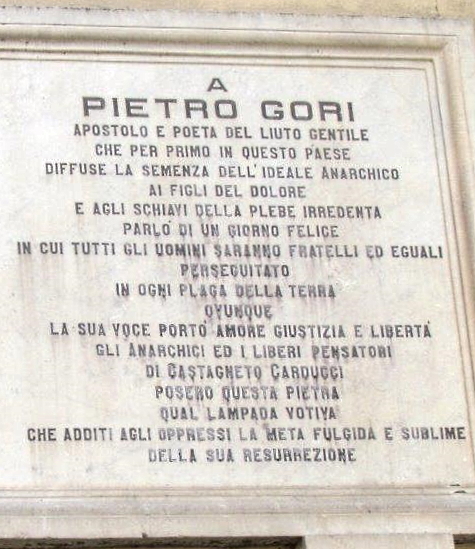 A
PIETRO GORI
APOSTOLO E POETA DEL LIUTO GENTILE
CHE PER PRIMO IN QUESTO PAESE
DIFFUSE LA SEMENZA DELL'IDEALE ANARCHICO
AI FIGLI DEL DOLORE
E AGLI SCHIAVI DELLA PLEBE IRREDENTA
PARLÒ DI UN GIORNO FELICE
IN CUI TUTTI GLI UOMINI SARANNO FRATELLI ED EGUALI
PERSEGUITATO
IN OGNI PLAGA DELLA TERRA
OVUNQUE
LA SUA VOCE PORTÒ AMORE GIUSTIZIA E LIBERTÀ
GLI ANARCHICI ED I LIBERI PENSATORI
DI CASTAGNETO CARDUCCI
POSERO QUESTA PIETRA
QUAL LAMPADA VOTIVA
CHE ADDITI AGLI OPPRESSI LA META FULGIDA E SUBLIME
DELLA SUA RESURREZIONE